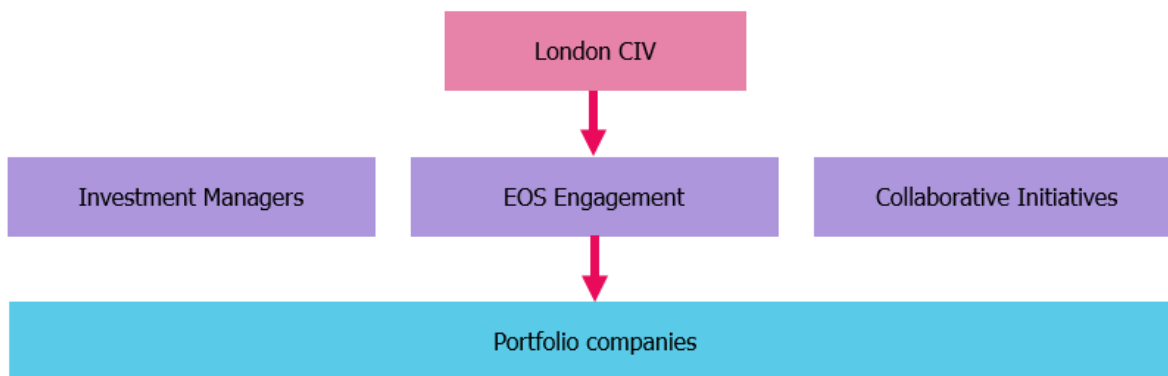 London CIV
Investment Managers
EOS Engagement
Collaborative Initiatives
Portfolio companies